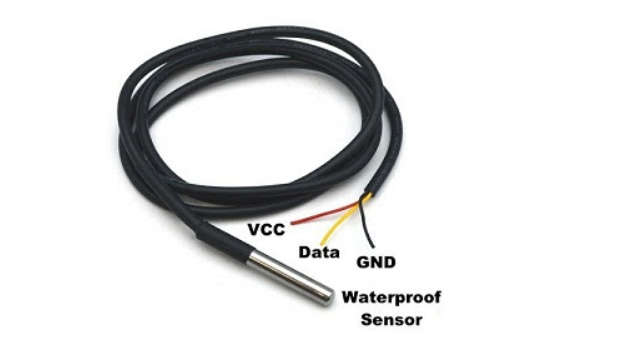 VCC
Data
GND
Waterproof
Sensor